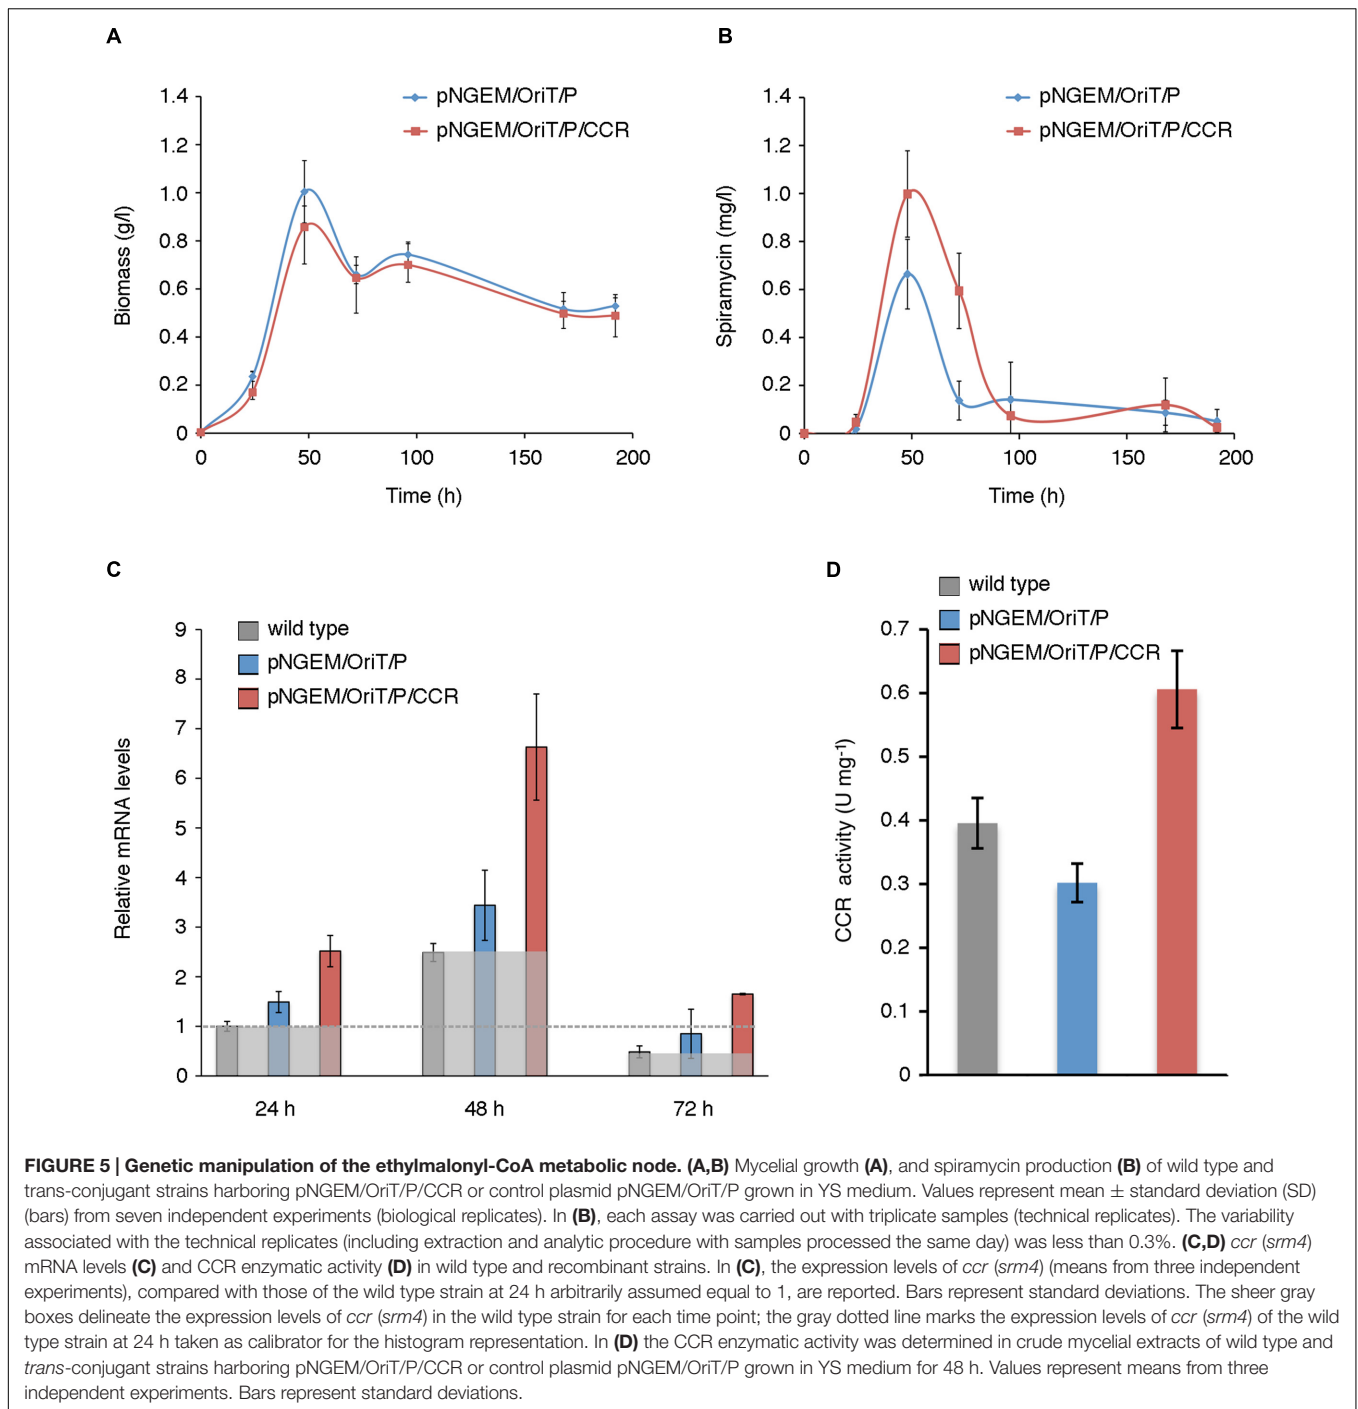 A
pNGEM/OriT/P
pNGEM/OriT/P/CCR
1.4
1.2
1.0
0.8
0.6
0.4
0.2
0
Biomass (g/l)
0 50 100 150 200
Time (h)
B
pNGEM/OriT/P
pNGEM/OriT/P/CCR
1.4
1.2
1.0
0.8
0.6
0.4
0.2
0
Spiramycin (mg/l)
0 50 100 150 200
Time (h)
C
wild type
pNGEM/OriT/P
pNGEM/OriT/P/CCR
9
8
7
6
5
4
3
2
1
0
Relative mRNA levels
24 h 48 h 72 h
D
wild type
pNGEM/OriT/P
pNGEM/OriT/P/CCR
0.7
0.6
0.5
0.4
0.3
0.2
0.1
0
CCR activity (U mg-1)
FIGURE 5 | Genetic manipulation of the ethylmalonyl-CoA metabolic node. (A,B) Mycelial growth (A), and spiramycin production (B) of wild type and
trans-conjugant strains harboring pNGEM/OriT/P/CCR or control plasmid pNGEM/OriT/P grown in YS medium. Values represent mean ± standard deviation (SD)
(bars) from seven independent experiments (biological replicates). In (B), each assay was carried out with triplicate samples (technical replicates). The variability
associated with the technical replicates (including extraction and analytic procedure with samples processed the same day) was less than 0.3%. (C,D) ccr (srm4)
mRNA levels (C) and CCR enzymatic activity (D) in wild type and recombinant strains. In (C), the expression levels of ccr (srm4) (means from three independent
experiments), compared with those of the wild type strain at 24 h arbitrarily assumed equal to 1, are reported. Bars represent standard deviations. The sheer gray
boxes delineate the expression levels of ccr (srm4) in the wild type strain for each time point; the gray dotted line marks the expression levels of ccr (srm4) of the wild
type strain at 24 h taken as calibrator for the histogram representation. In (D) the CCR enzymatic activity was determined in crude mycelial extracts of wild type and
trans-conjugant strains harboring pNGEM/OriT/P/CCR or control plasmid pNGEM/OriT/P grown in YS medium for 48 h. Values represent means from three
independent experiments. Bars represent standard deviations.